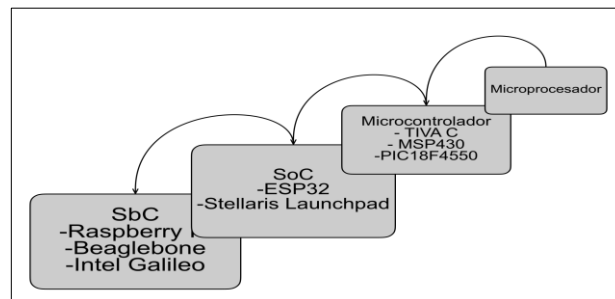 Microprocesador
Microcontrolador
- TIVA C
- MSP430
-PIC18F4550
SoC
-ESP32
-Stellaris Launchpad
SbC
-Raspberry
-Beaglebone
-Intel Galileo